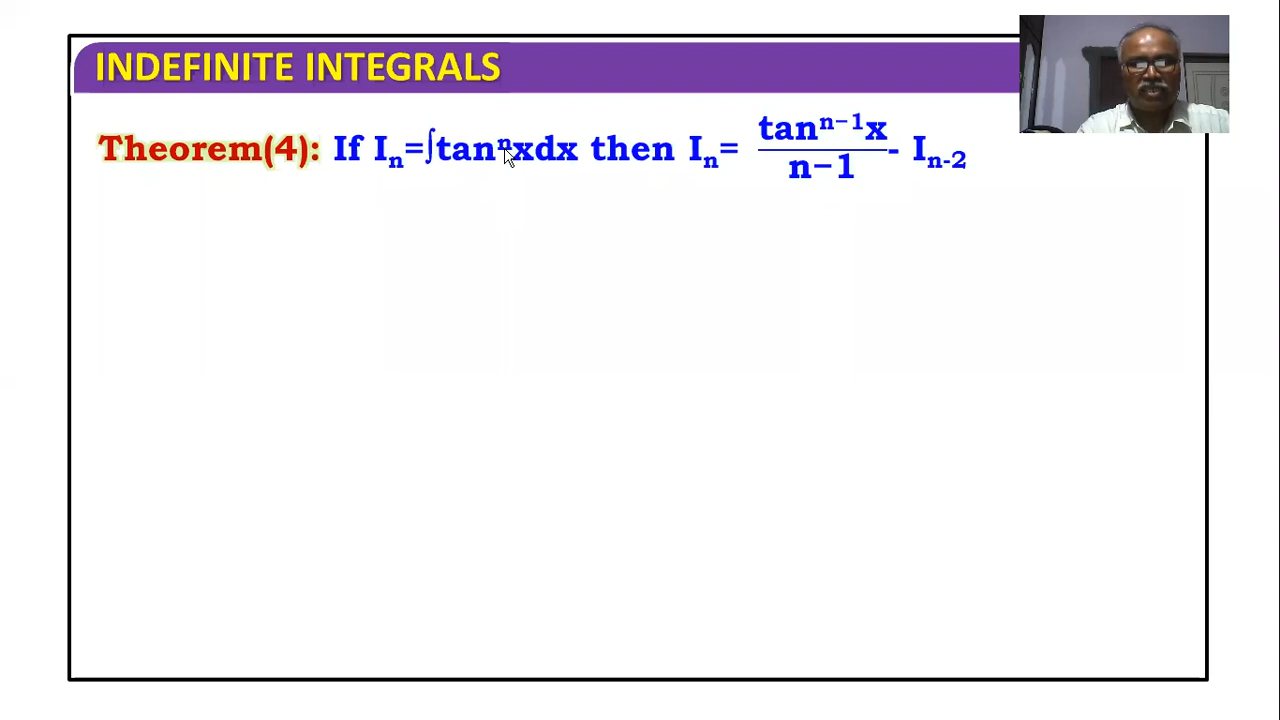 INDEFINITE INTEGRALS
Theorem(4): If Iₙ=∫tanⁿxdx then Iₙ= tanⁿ⁻¹x/n−1 - Iₙ₋₂